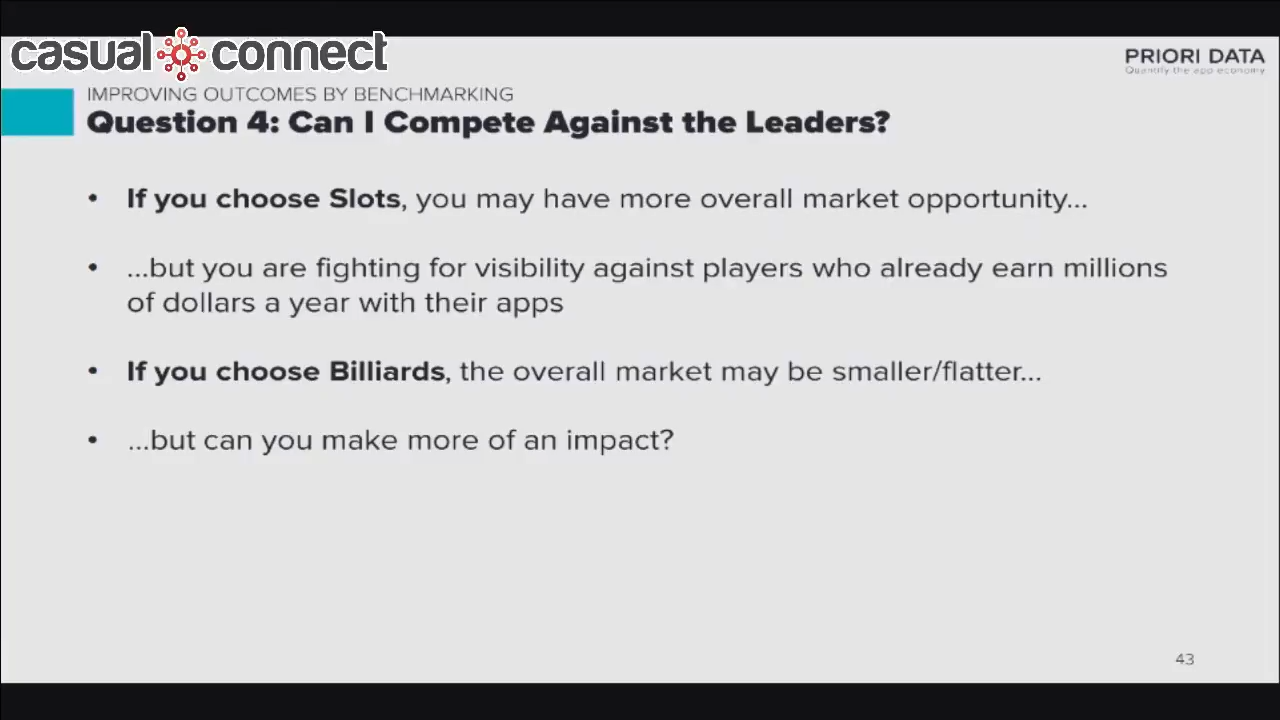 casual connect
PRIORI DATA
Quantify the app economy
IMPROVING OUTCOMES BY BENCHMARKING
Question 4: Can I Compete Against the Leaders?
• If you choose Slots, you may have more overall market opportunity...
• ...but you are fighting for visibility against players who already earn millions
of dollars a year with their apps
• If you choose Billiards, the overall market may be smaller/flatter...
• ...but can you make more of an impact?
43